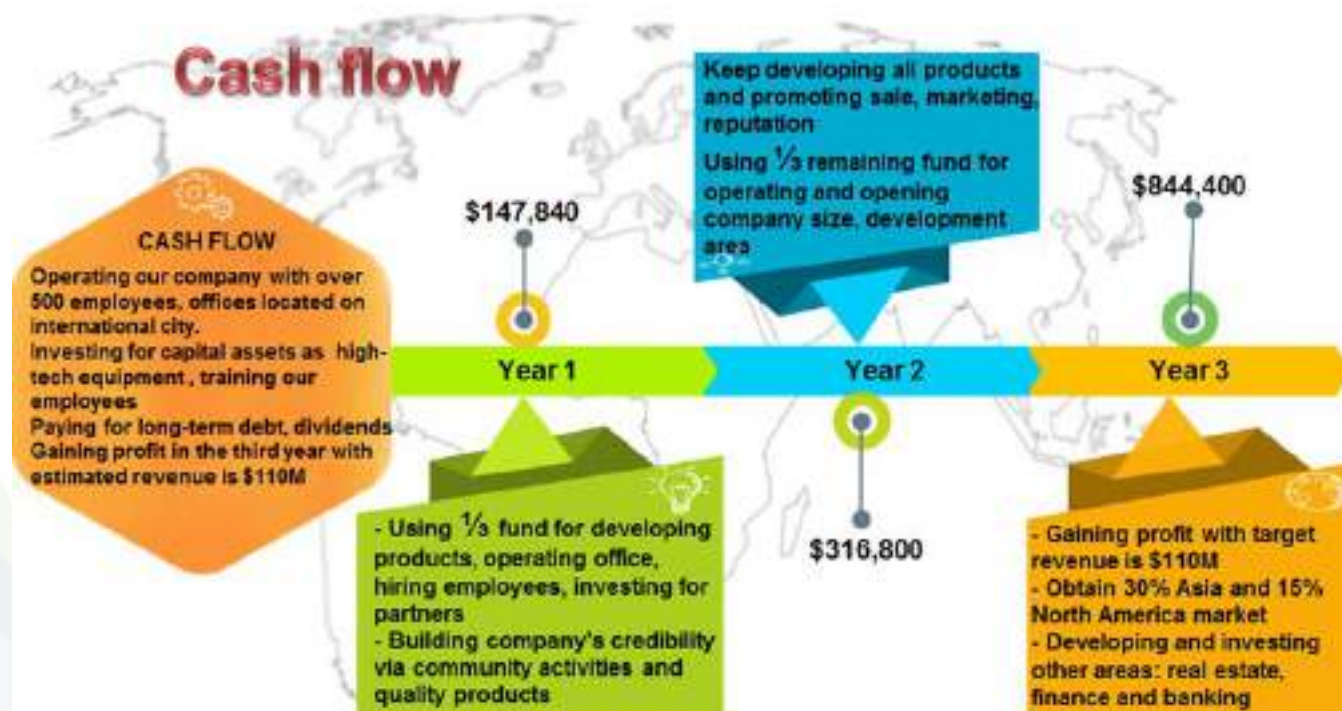 Cash flow
CASH FLOW
Operating our company with over
500 employees, offices located on
international city.
Investing for capital assets as high-
tech equipment , training our
employees
Paying for long-term debt, dividends
Gaining profit in the third year with
estimated revenue is $110M
$147,840
Year 1
- Using ⅓ fund for developing
products, operating office,
hiring employees, investing for
partners
- Building company's credibility
via community activities and
quality products
Keep developing all products
and promoting sale, marketing,
reputation
Using ⅓ remaining fund for
operating and opening
company size, development
area
Year 2
$316,800
$844,400
Year 3
- Gaining profit with target
revenue is $110M
- Obtain 30% Asia and 15%
North America market
- Developing and investing
other areas: real estate,
finance and banking